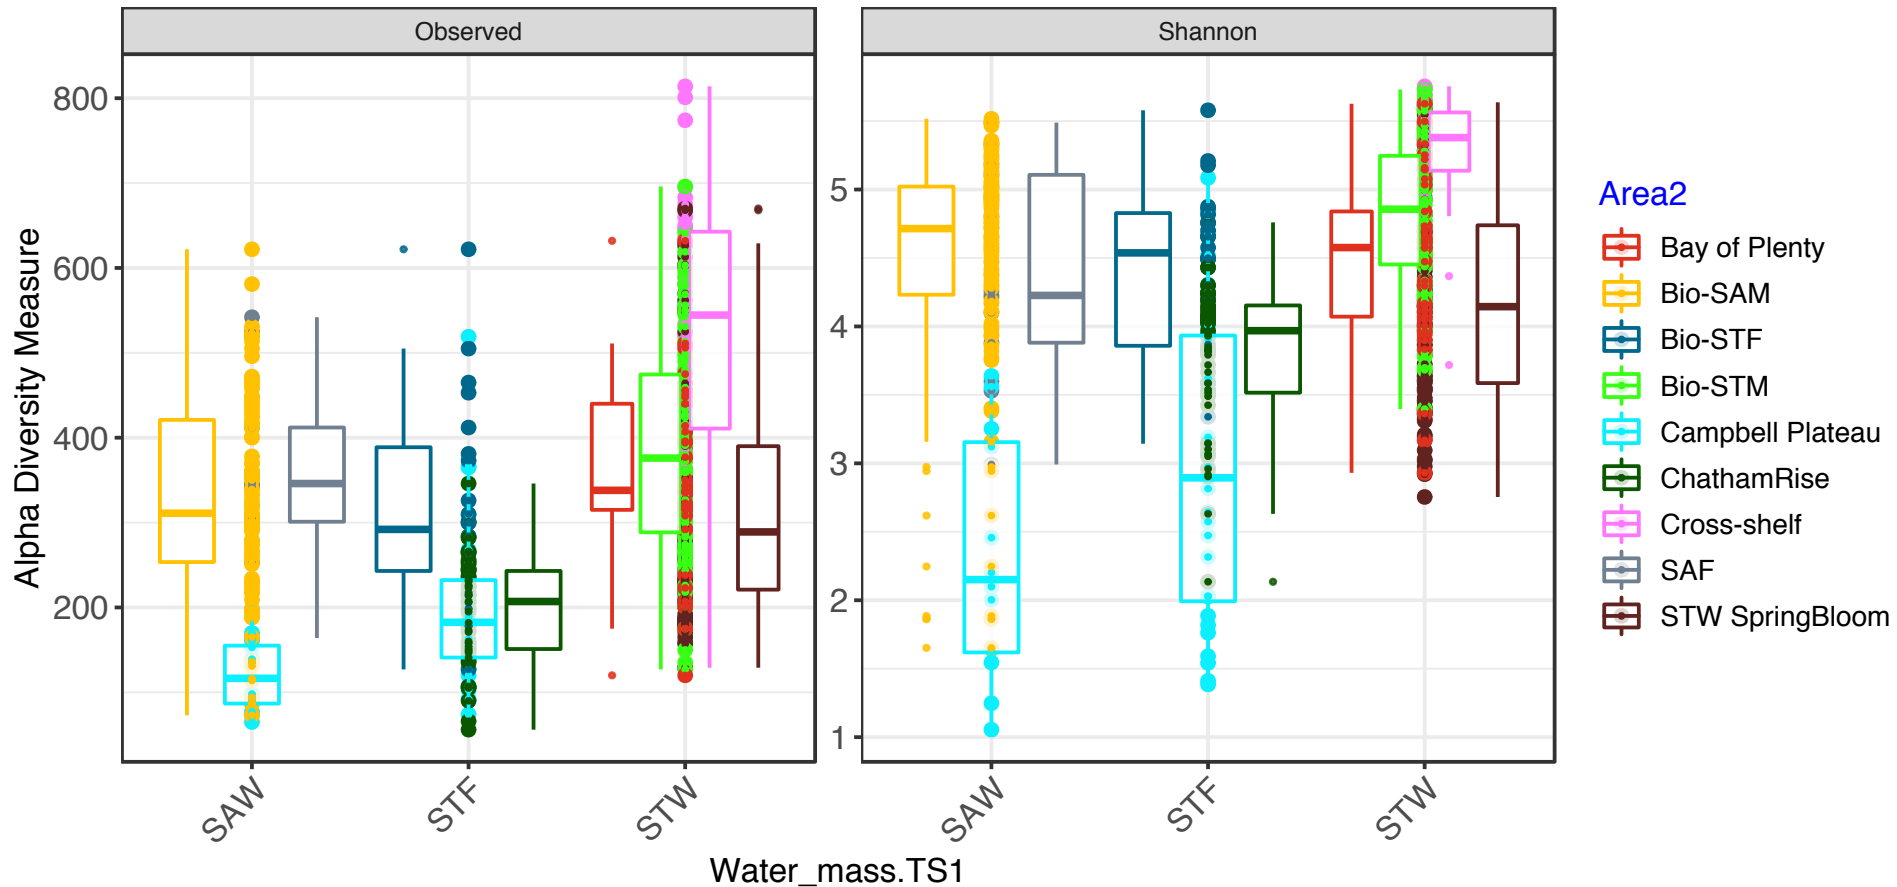 Observed
Shannon
Alpha Diversity Measure
800
600
400
200
5
4
3
2
1
SAW
STF
STW
SAW
STF
STW
Water_mass.TS1
Area2
Bay of Plenty
Bio-SAM
Bio-STF
Bio-STM
Campbell Plateau
ChathamRise
Cross-shelf
SAF
STW SpringBloom